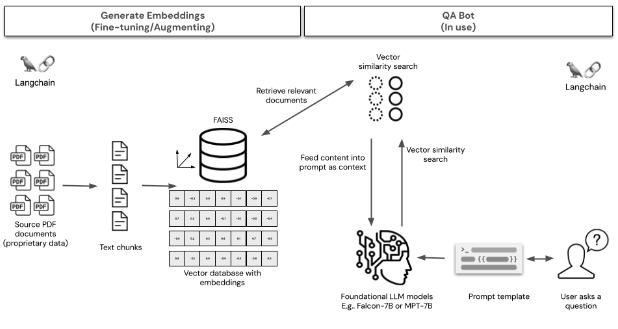 Generate Embeddings
(Fine-tuning/Augmenting)
QA Bot
(In use)
Langchain
Vector
similarity search
Langchain
Retrieve relevant
documents
FAISS
Feed content into
prompt as context
Vector similarity
search
PDF PDF
PDF PDF
PDF PDF
Source PDF
documents
(proprietary data)
Text chunks
Vector database with
embeddings
>_
{{ }}
Foundational LLM models
E.g., Falcon-7B or MPT-7B
Prompt template
?
User asks a
question